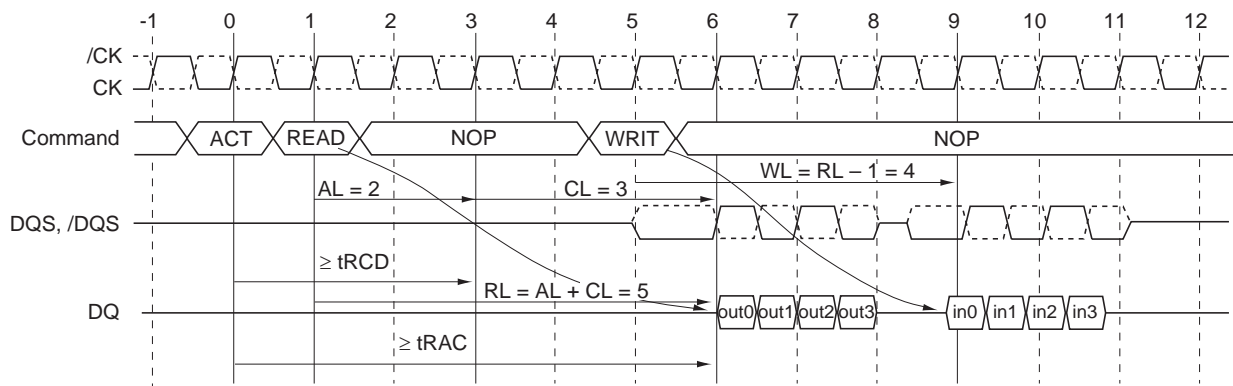 -1 0 1 2 3 4 5 6 7 8 9 10 11 12
/CK
CK
Command ACT READ NOP WRIT NOP
WL = RL – 1 = 4
AL = 2 CL = 3
DQS, /DQS
≥ tRCD
RL = AL + CL = 5
DQ out0 out1 out2 out3 in0 in1 in2 in3
≥ tRAC